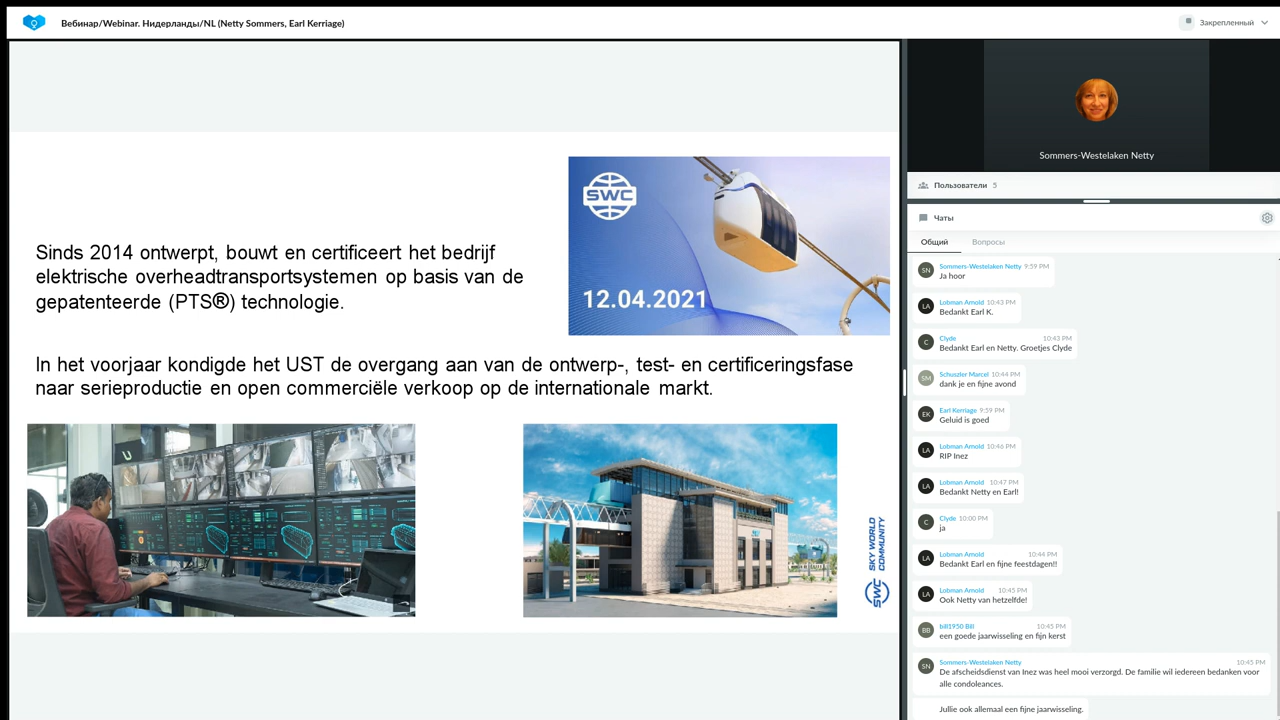 Вебинар/Webinar. Нидерланды/NL (Netty Sommers, Earl Kerriage)
Закрепленный
Sinds 2014 ontwerpt, bouwt en certificeert het bedrijf
elektrische overheadtransportsystemen op basis van de
gepatenteerde (PTS®) technologie.
SWC
12.04.2021
In het voorjaar kondigde het UST de overgang aan van de ontwerp-, test- en certificeringsfase
naar serieproductie en open commerciële verkoop op de internationale markt.
SKY WORLD
COMMUNITY
SWC
Sommers-Westelaken Netty
Пользователи 5
Чаты
Общий Вопросы
SN Sommers-Westelaken Netty 9:59 PM
Ja hoor
LA Lobman Arnold 10:43 PM
Bedankt Earl K.
C Clyde 10:43 PM
Bedankt Earl en Netty. Groetjes Clyde
SM Schuszler Marcel 10:44 PM
dank je en fijne avond
EK Earl Kerriage 9:59 PM
Geluid is goed
LA Lobman Arnold 10:46 PM
RIP Inez
LA Lobman Arnold 10:47 PM
Bedankt Netty en Earl!
C Clyde 10:00 PM
ja
LA Lobman Arnold 10:44 PM
Bedankt Earl en fijne feestdagen!!
LA Lobman Arnold 10:45 PM
Ook Netty van hetzelfde!
BB bill1950 Bill 10:45 PM
een goede jaarwisseling en fijn kerst
SN Sommers-Westelaken Netty 10:45 PM
De afscheidsdienst van Inez was heel mooi verzorgd. De familie wil iedereen bedanken voor
alle condoleances.
Jullie ook allemaal een fijne jaarwisseling.